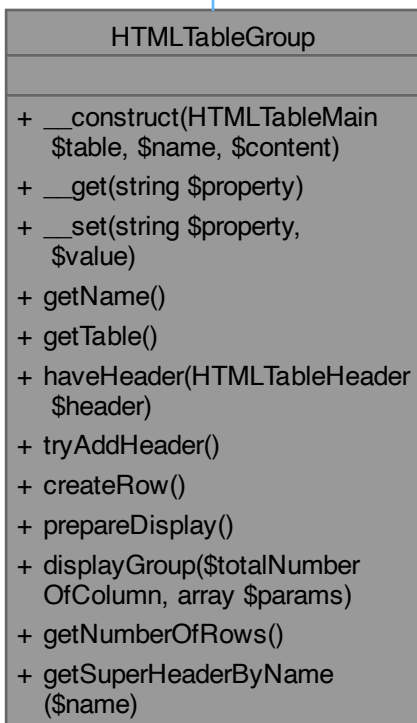 HTMLTableGroup
+ __construct(HTMLTableMain
$table, $name, $content)
+ __get(string $property)
+ __set(string $property,
$value)
+ getName()
+ getTable()
+ haveHeader(HTMLTableHeader
$header)
+ tryAddHeader()
+ createRow()
+ prepareDisplay()
+ displayGroup($totalNumber
OfColumn, array $params)
+ getNumberOfRows()
+ getSuperHeaderByName
($name)